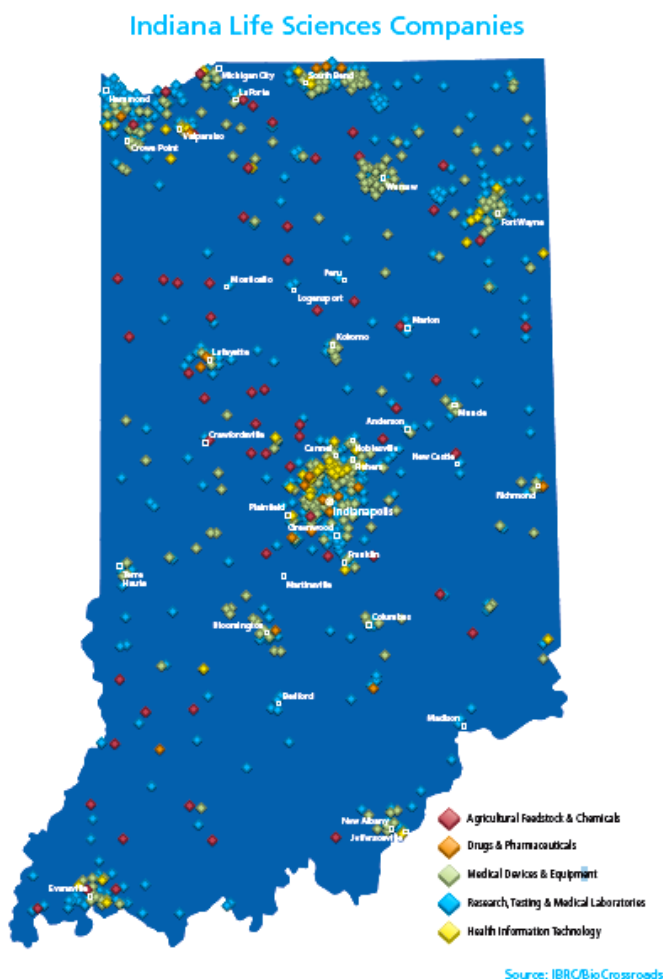 Indiana Life Sciences Companies
Michigan City
South Bend
Hammond
LaPorte
Valparaiso
Crown Point
Warsaw
Fort Wayne
Monticello
Peru
Logansport
Marion
Kokomo
Lafayette
Muncie
Anderson
Crawfordsville
Carmel
Noblesville
New Castle
Fishers
Richmond
Plainfield
Indianapolis
Greenwood
Franklin
Terre
Haute
Martinsville
Bloomington
Columbus
Bedford
Madison
New Albany
Jeffersonville
Evansville
Agricultural Feedstock & Chemicals
Drugs & Pharmaceuticals
Medical Devices & Equipment
Research, Testing & Medical Laboratories
Health Information Technology
Source: IBRC/BioCrossroads